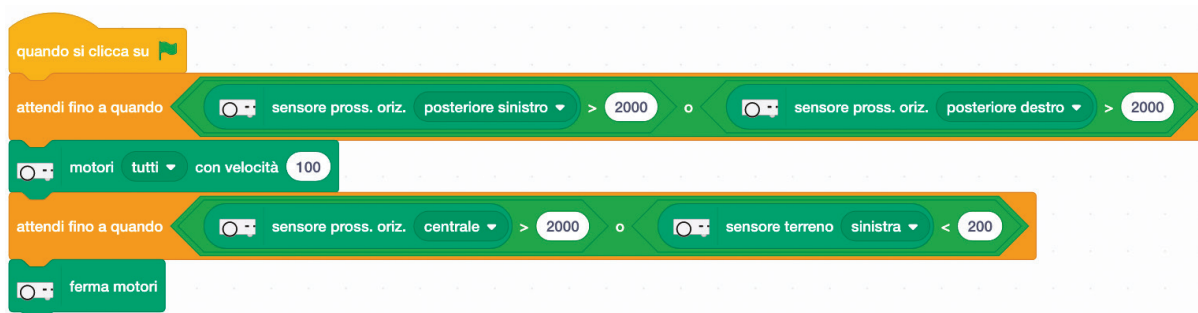 quando si clicca su
attendi fino a quando sensore pross. oriz. posteriore sinistro > 2000 o sensore pross. oriz. posteriore destro > 2000
motori tutti con velocità 100
attendi fino a quando sensore pross. oriz. centrale > 2000 o sensore terreno sinistra < 200
ferma motori